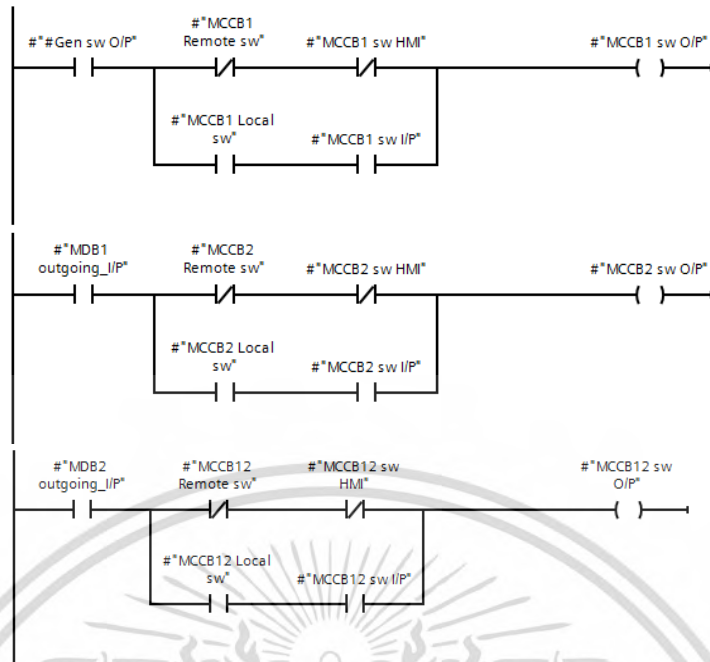 #"#Gen sw O/P"
#"MCCB1
Remote sw"
#"MCCB1 sw HMI"
#"MCCB1 sw O/P"
#"MCCB1 Local
sw"
#"MCCB1 sw I/P"
#"MDB1
outgoing_I/P"
#"MCCB2
Remote sw"
#"MCCB2 sw HMI"
#"MCCB2 sw O/P"
#"MCCB2 Local
sw"
#"MCCB2 sw I/P"
#"MDB2
outgoing_I/P"
#"MCCB12
Remote sw"
#"MCCB12 sw
HMI"
#"MCCB12 sw
O/P"
#"MCCB12 Local
sw"
#"MCCB12 sw I/P"